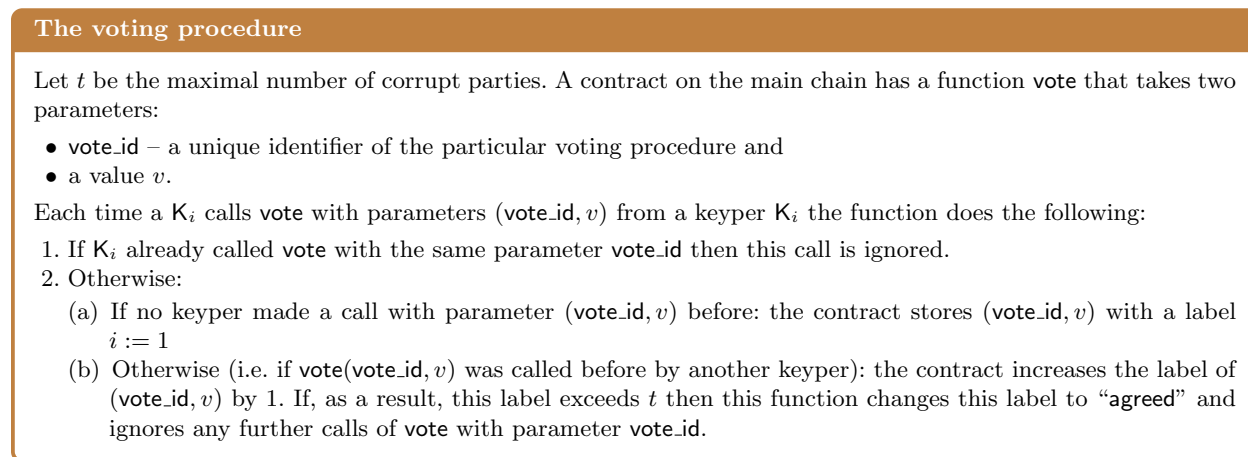 The voting procedure
Let t be the maximal number of corrupt parties. A contract on the main chain has a function vote that takes two
parameters:
• vote_id – a unique identifier of the particular voting procedure and
• a value v.
Each time a K_i calls vote with parameters (vote_id, v) from a keyper K_i the function does the following:
1. If K_i already called vote with the same parameter vote_id then this call is ignored.
2. Otherwise:
(a) If no keyper made a call with parameter (vote_id, v) before: the contract stores (vote_id, v) with a label
i := 1
(b) Otherwise (i.e. if vote(vote_id, v) was called before by another keyper): the contract increases the label of
(vote_id, v) by 1. If, as a result, this label exceeds t then this function changes this label to “agreed” and
ignores any further calls of vote with parameter vote_id.